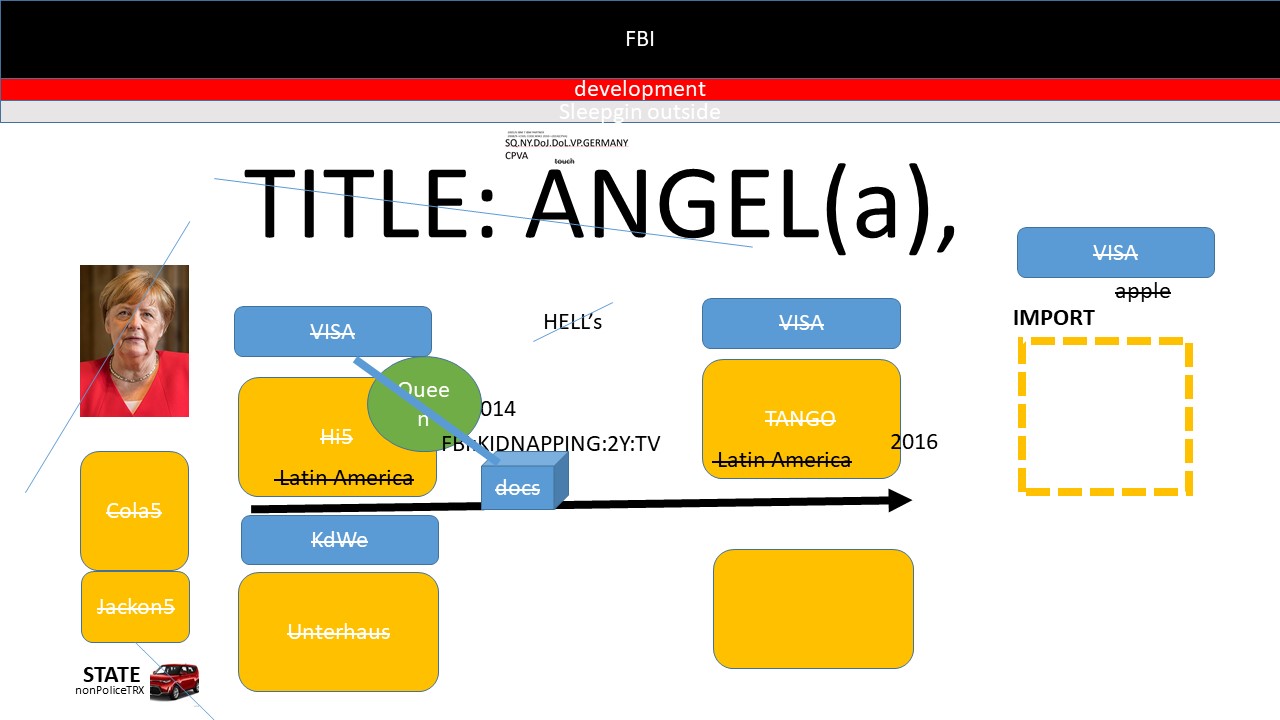 FBI
development
Sleepgin outside
SQ.NY.DoJ.DoL.VP.GERMANY
CPVA
touch
TITLE: ANGEL(a),
VISA
apple
IMPORT
VISA
HELL’s
VISA
Quee
n
014
Hi5
FBI:KIDNAPPING:2Y:TV
Latin America
TANGO
2016
Latin America
docs
Cola5
KdWe
Jackon5
Unterhaus
STATE
nonPoliceTRX